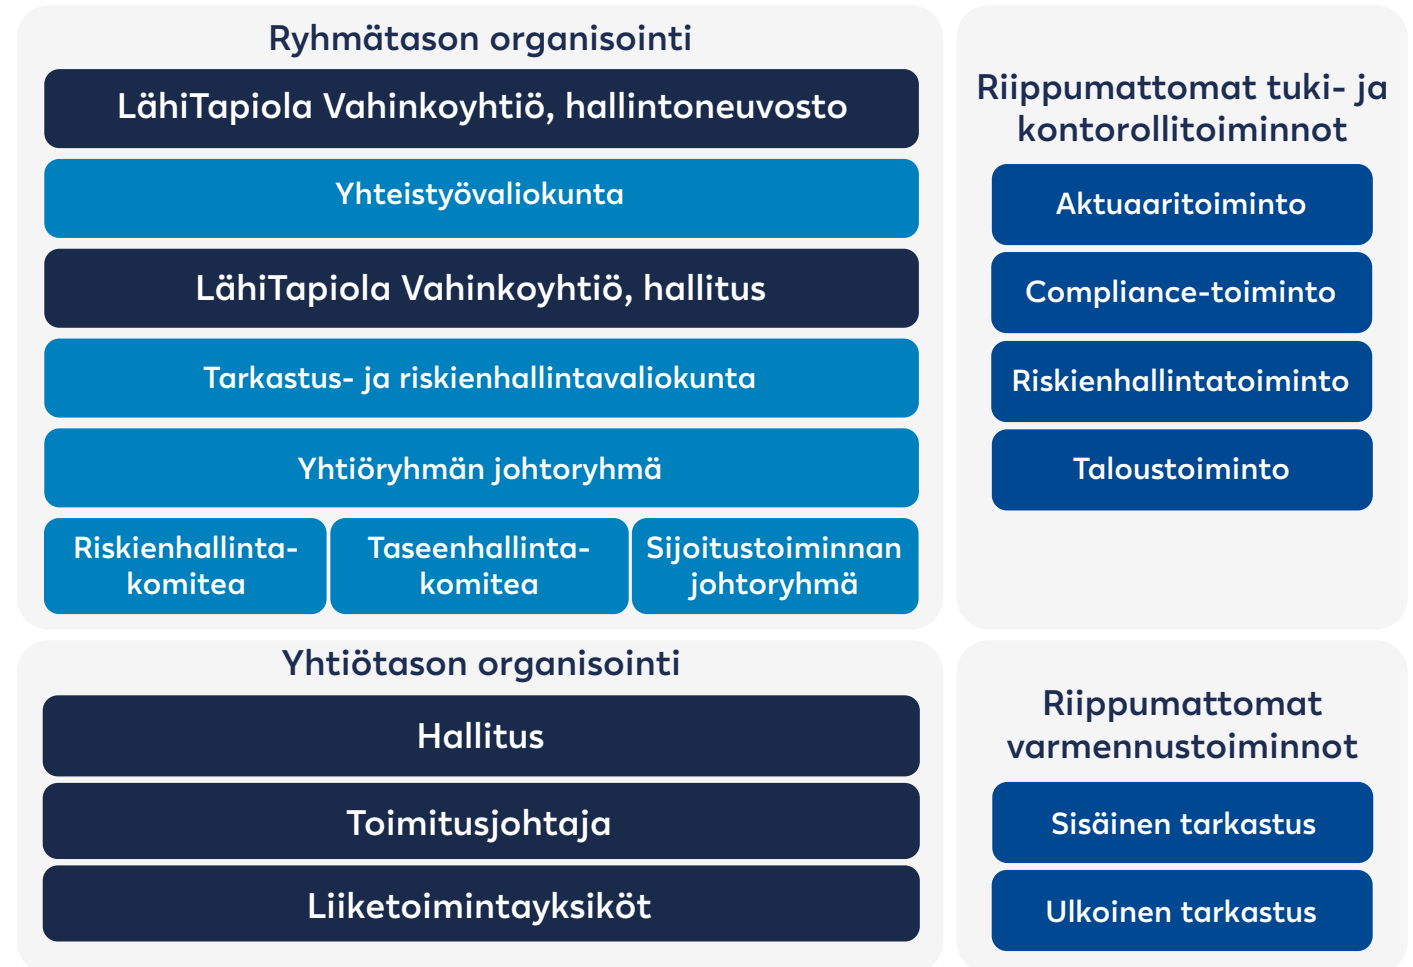 Ryhmätason organisointi
LähiTapiola Vahinkoyhtiö, hallintoneuvosto
Yhteistyövaliokunta
LähiTapiola Vahinkoyhtiö, hallitus
Tarkastus- ja riskienhallintavaliokunta
Yhtiöryhmän johtoryhmä
Riskienhallinta-
komitea
Taseenhallinta-
komitea
Sijoitustoiminnan
johtoryhmä
Riippumattomat tuki- ja
kontorollitoiminnot
Aktuaaritoiminto
Compliance-toiminto
Riskienhallintatoiminto
Taloustoiminto
Yhtiötason organisointi
Hallitus
Toimitusjohtaja
Liiketoimintayksiköt
Riippumattomat
varmennustoiminnot
Sisäinen tarkastus
Ulkoinen tarkastus